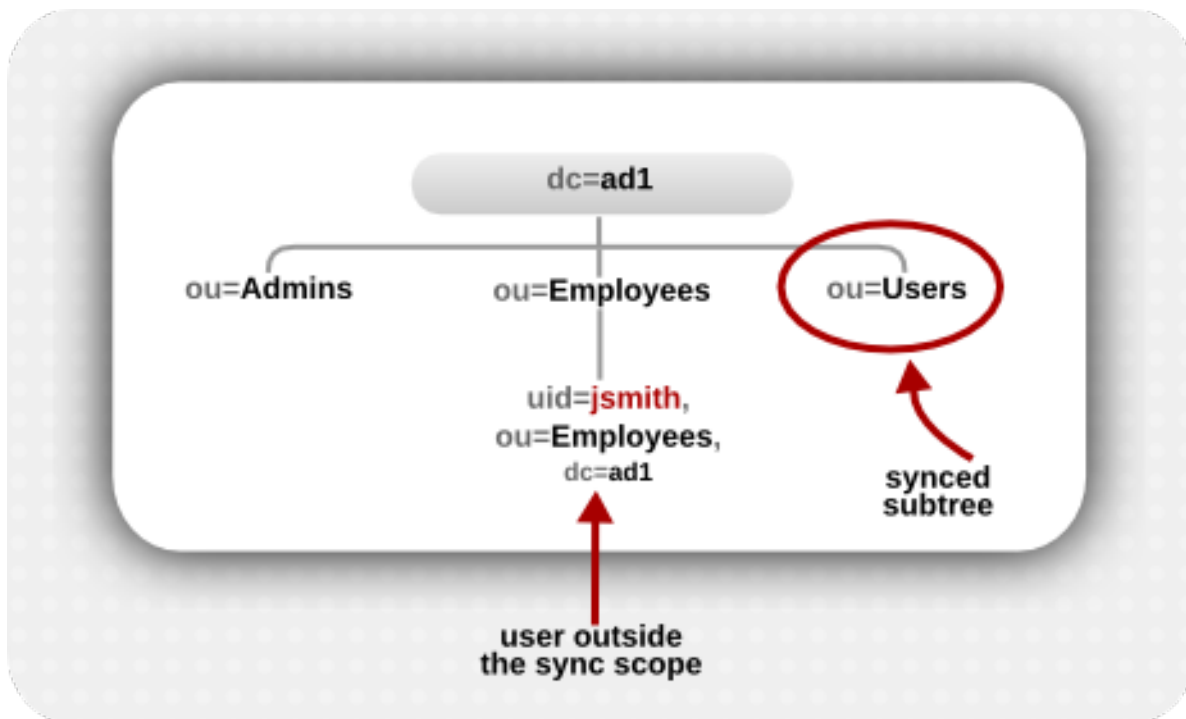 dc=ad1
ou=Admins
ou=Employees
ou=Users
uid=jsmith,
ou=Employees,
dc=ad1
synced
subtree
user outside
the sync scope